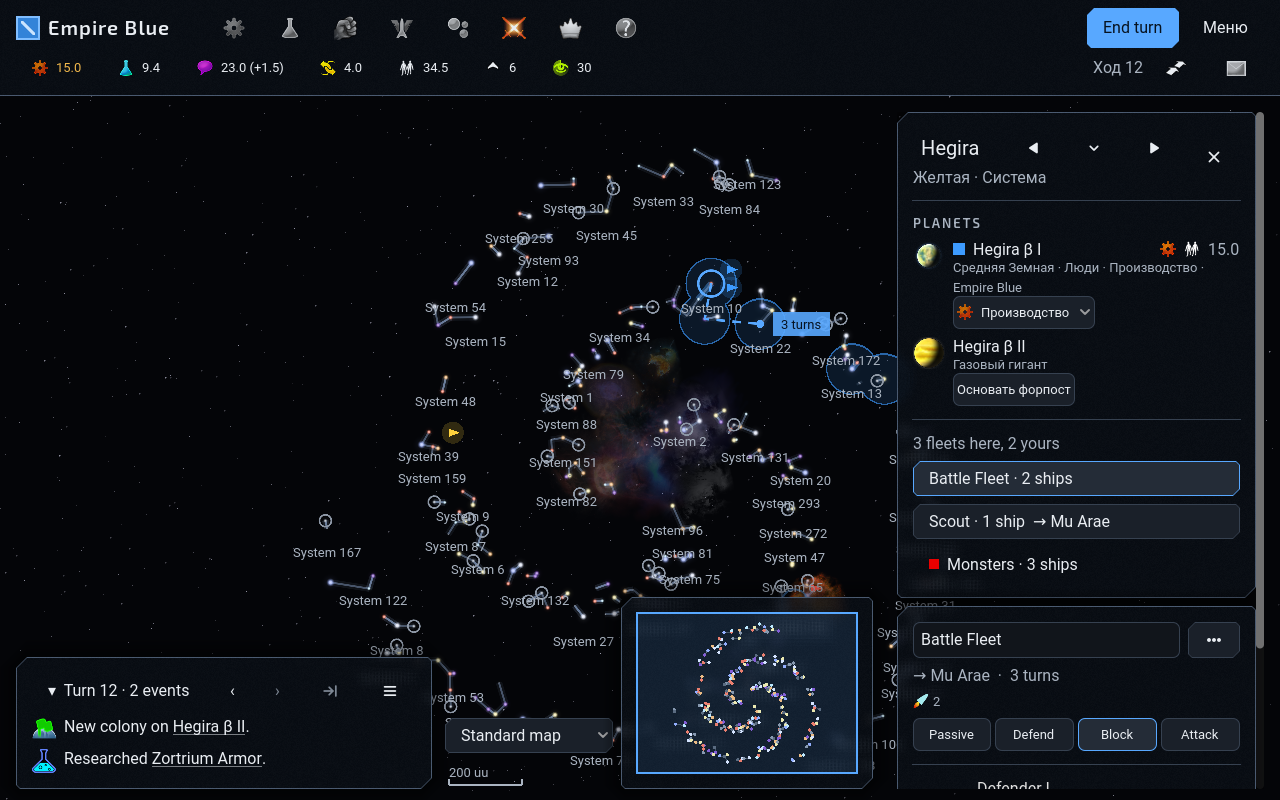 Empire Blue
End turn
Меню
15.0
9.4
23.0 (+1.5)
4.0
34.5
6
30
Ход 12
System 123
System 30
System 33
System 84
System 255
System 45
System 93
System 12
System 54
System 15
System 10
3 turns
System 34
System 22
System 172
System 79
System 13
System 48
System 1
System 88
System 2
System 39
System 151
System 131
System 159
System 20
System 82
System 293
System 9
System 96
System 272
System 87
System 167
System 81
System 47
System 6
System 75
System 65
System 122
System 132
System 27
System 8
System 31
Hegira
Желтая · Система
PLANETS
Hegira β I
15.0
Средняя Земная · Люди · Производство ·
Empire Blue
Производство
Hegira β II
Газовый гигант
Основать форпост
3 fleets here, 2 yours
Battle Fleet · 2 ships
Scout · 1 ship → Mu Arae
Monsters · 3 ships
Battle Fleet
•••
→ Mu Arae · 3 turns
2
Passive
Defend
Block
Attack
Turn 12 · 2 events
New colony on Hegira β II.
Researched Zortrium Armor.
Standard map
200 uu